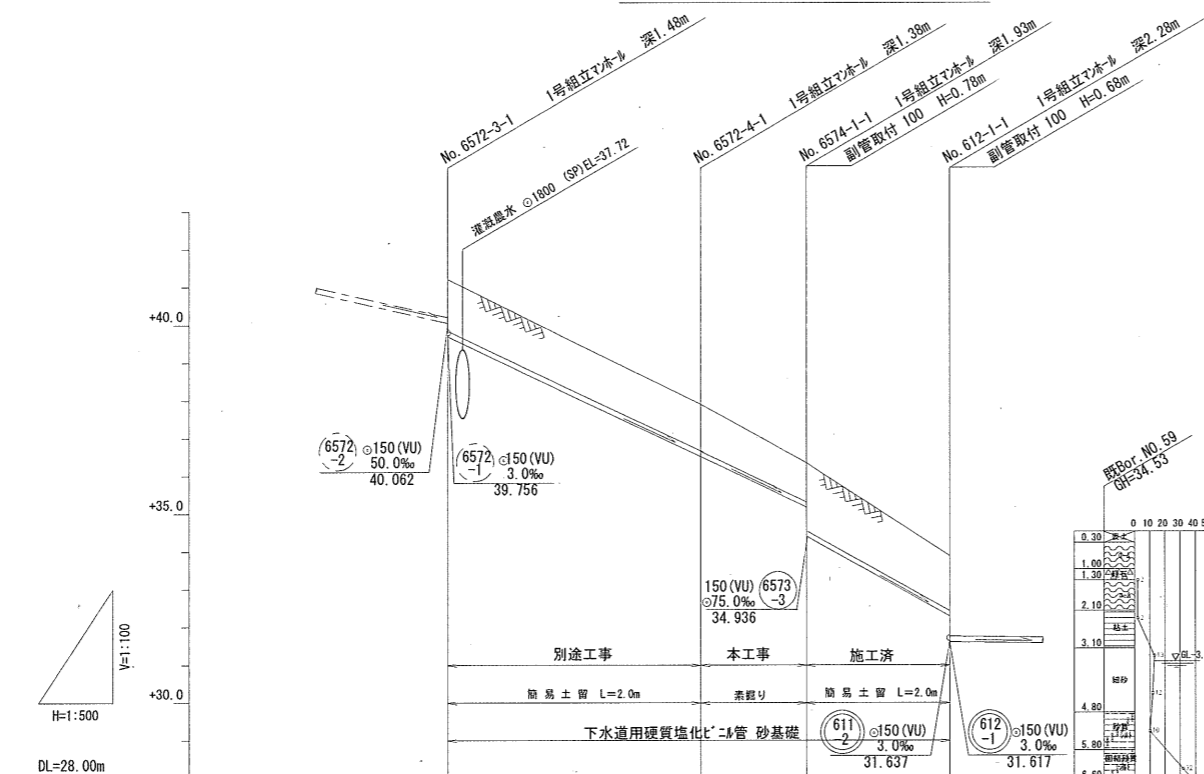 No.6572-3-1 1号組立マンホール 深1.48m
灌漑農水 ◎1800 (SP)EL=37.72
No.6572-4-1 1号組立マンホール 深1.38m
No.6574-1-1 1号組立マンホール 深1.93m
副管取付 100 H=0.78m
No.612-1-1 1号組立マンホール 深2.28m
副管取付 100 H=0.68m
+40.0
+35.0
+30.0
6572
-2
◎150(VU)
50.0‰
40.062
6572
-1
◎150(VU)
3.0‰
39.756
150(VU)
◎75.0‰
34.936
6573
-3
別途工事
本工事
施工済
簡易土留 L=2.0m
素掘り
簡易土留 L=2.0m
下水道用硬質塩化ビニル管 砂基礎
611
-2
◎150(VU)
3.0‰
31.637
612
-1
◎150(VU)
3.0‰
31.617
V=1:100
H=1:500
DL=28.00m
既Bor.NO.59
GH=34.53
0 10 20 30 40
0.30
1.00
1.30
2.10
3.10
4.80
5.80
粘土
細砂